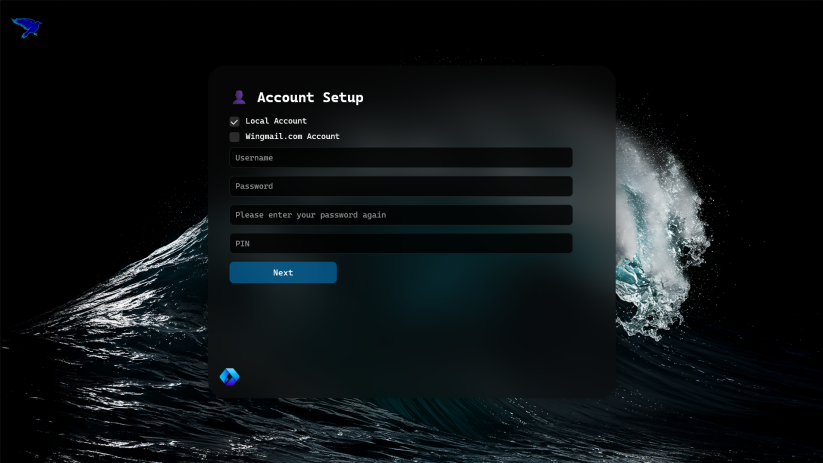 Account Setup
Local Account
Wingmail.com Account
Username
Password
Please enter your password again
PIN
Next